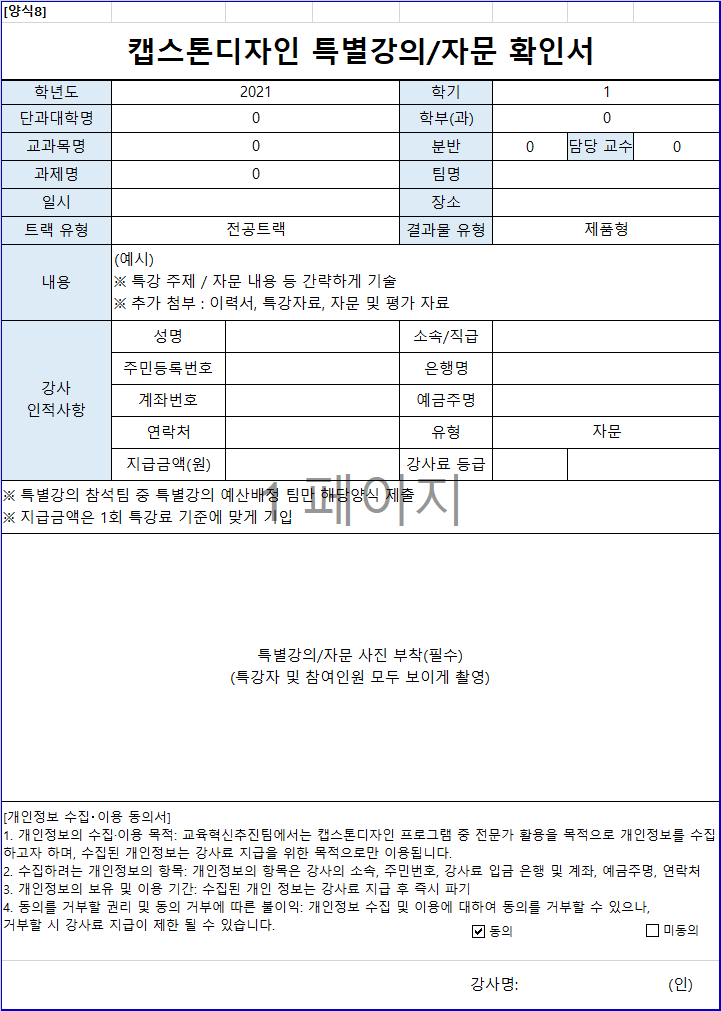 [양식8]
캡스톤디자인 특별강의/자문 확인서
학년도 2021 학기 1
단과대학명 0 학부(과) 0
교과목명 0 분반 0 담당 교수 0
과제명 0 팀명
일시 장소
트랙 유형 전공트랙 결과물 유형 제품형
내용
(예시)
※ 특강 주제 / 자문 내용 등 간략하게 기술
※ 추가 첨부 : 이력서, 특강자료, 자문 및 평가 자료
강사
인적사항
성명 소속/직급
주민등록번호 은행명
계좌번호 예금주명
연락처 유형 자문
지급금액(원) 강사료 등급
1 페이지
※ 특별강의 참석팀 중 특별강의 예산배정 팀만 해당양식 제출
※ 지급금액은 1회 특강료 기준에 맞게 기입
특별강의/자문 사진 부착(필수)
(특강자 및 참여인원 모두 보이게 촬영)
[개인정보 수집·이용 동의서]
1. 개인정보의 수집·이용 목적: 교육혁신추진팀에서는 캡스톤디자인 프로그램 중 전문가 활용을 목적으로 개인정보를 수집
하고자 하며, 수집된 개인정보는 강사료 지급을 위한 목적으로만 이용됩니다.
2. 수집하려는 개인정보의 항목: 개인정보의 항목은 강사의 소속, 주민번호, 강사료 입금 은행 및 계좌, 예금주명, 연락처
3. 개인정보의 보유 및 이용 기간: 수집된 개인 정보는 강사료 지급 후 즉시 파기
4. 동의를 거부할 권리 및 동의 거부에 따른 불이익: 개인정보 수집 및 이용에 대하여 동의를 거부할 수 있으나,
거부할 시 강사료 지급이 제한 될 수 있습니다.
☑ 동의 ☐ 미동의
강사명: (인)